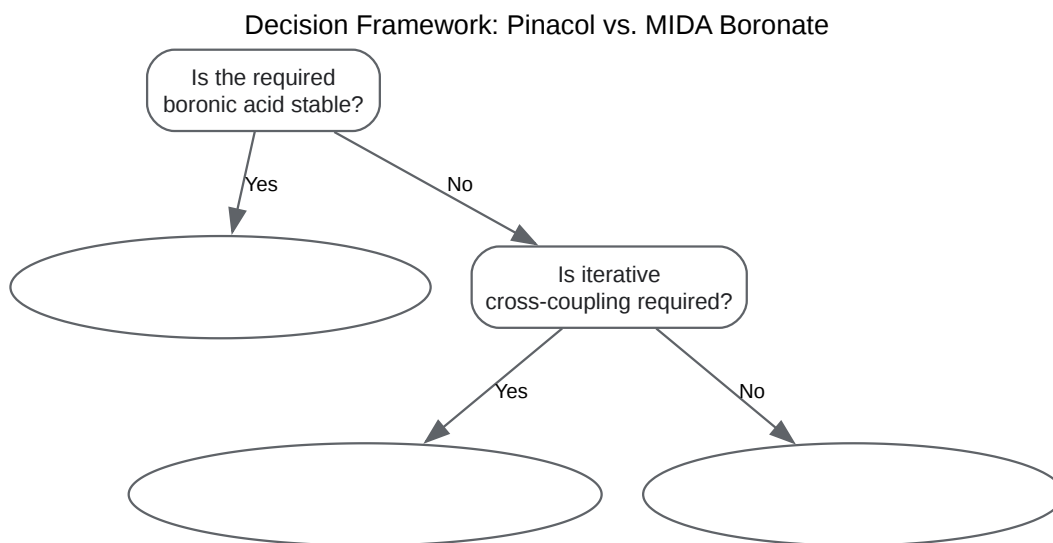 Decision Framework: Pinacol vs. MIDA Boronate
Is the required
boronic acid stable?
Yes
No
Is iterative
cross-coupling required?
Yes
No